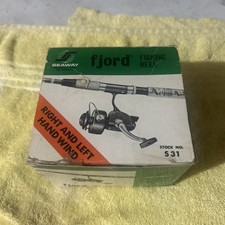 SEAWAY
fjord
FISHING
REEL
RIGHT AND LEFT
HAND WIND
STOCK NO.
531